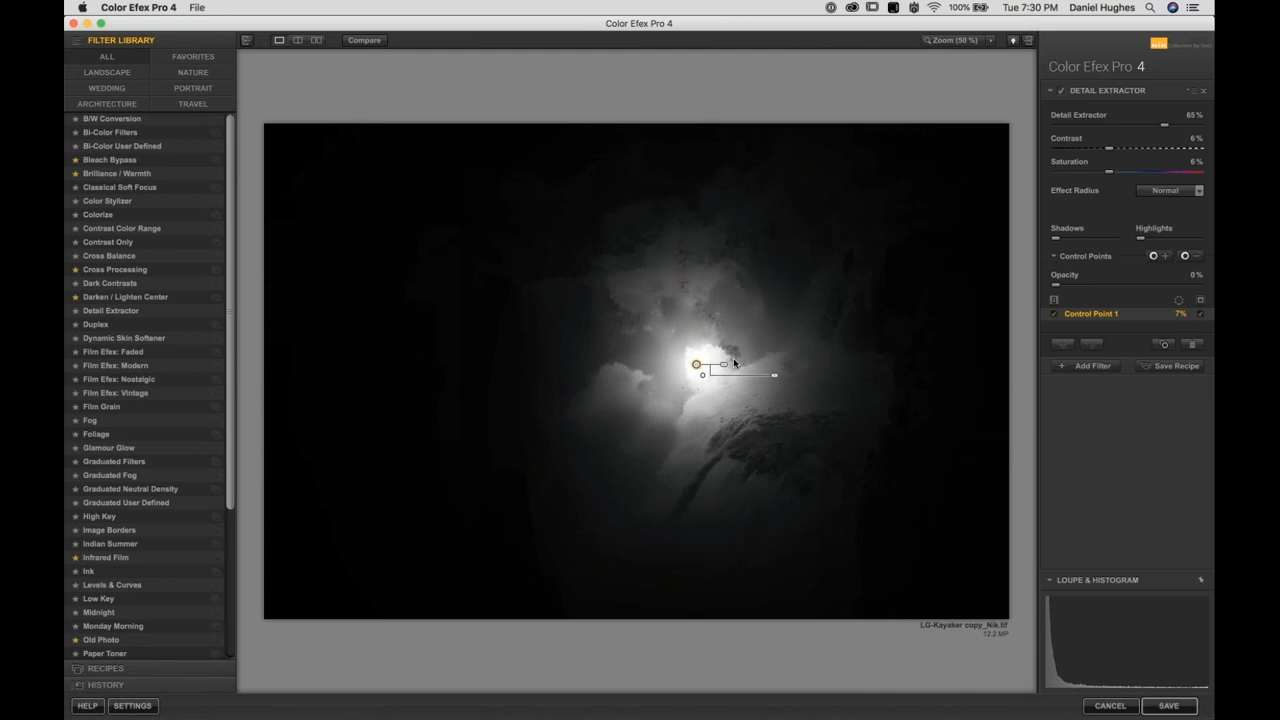 Color Efex Pro 4 File
100% Tue 7:30 PM Daniel Hughes
Color Efex Pro 4
FILTER LIBRARY
Compare
Zoom (50 %)
ALL FAVORITES
LANDSCAPE NATURE
WEDDING PORTRAIT
ARCHITECTURE TRAVEL
B/W Conversion
Bi-Color Filters
Bi-Color User Defined
Bleach Bypass
Brilliance / Warmth
Classical Soft Focus
Color Stylizer
Colorize
Contrast Color Range
Contrast Only
Cross Balance
Cross Processing
Dark Contrasts
Darken / Lighten Center
Detail Extractor
Duplex
Dynamic Skin Softener
Film Efex: Faded
Film Efex: Modern
Film Efex: Nostalgic
Film Efex: Vintage
Film Grain
Fog
Foliage
Glamour Glow
Graduated Filters
Graduated Fog
Graduated Neutral Density
Graduated User Defined
High Key
Image Borders
Indian Summer
Infrared Film
Ink
Levels & Curves
Low Key
Midnight
Monday Morning
Old Photo
Paper Toner
RECIPES
HISTORY
HELP SETTINGS
LG-Kayaker copy_Nik.tif
12.2 MP
Color Efex Pro 4
DETAIL EXTRACTOR
Detail Extractor 65 %
Contrast 6 %
Saturation 6 %
Effect Radius Normal
Shadows Highlights
Control Points
Opacity 0 %
Control Point 1 7%
Add Filter Save Recipe
LOUPE & HISTOGRAM
CANCEL SAVE